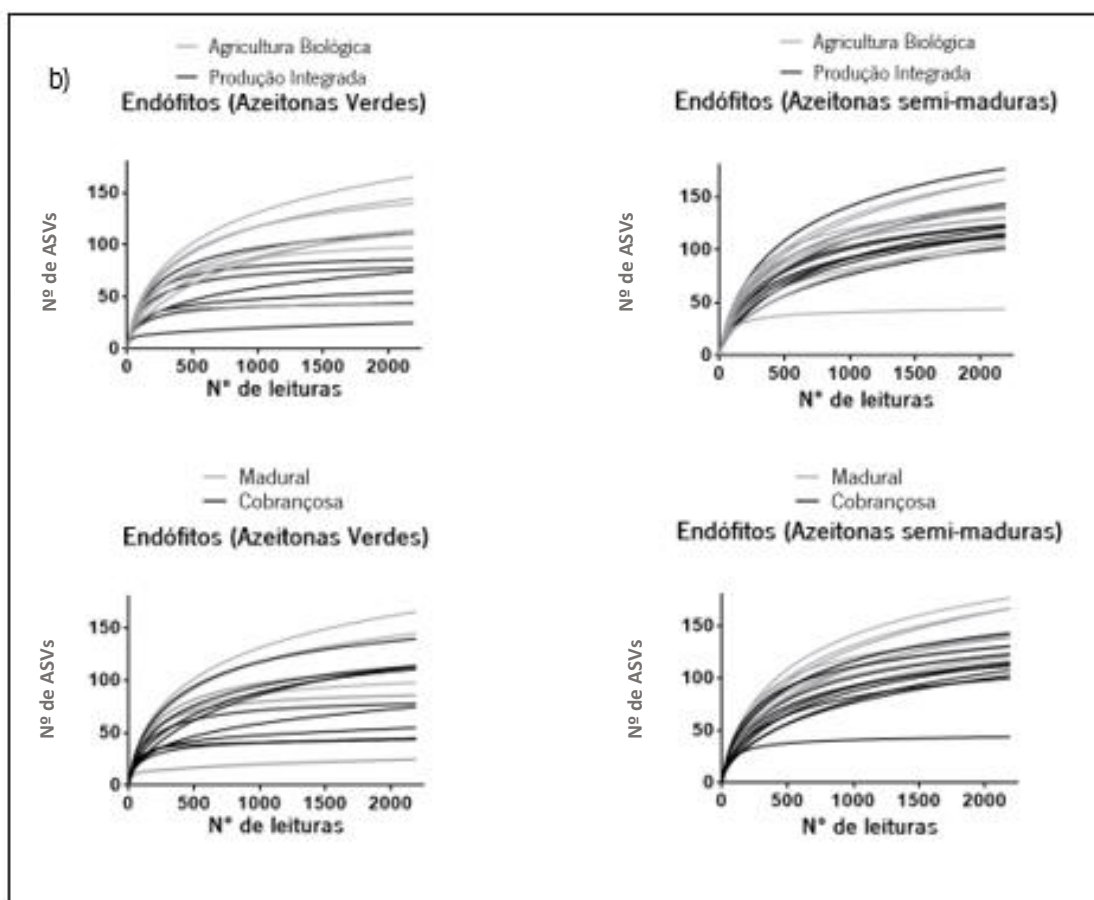 b)
Agricultura Biológica
Produção Integrada
Endófitos (Azeitonas Verdes)
Nº de ASVs
150
100
50
0
0 500 1000 1500 2000
N° de leituras
Agricultura Biológica
Produção Integrada
Endófitos (Azeitonas semi-maduras)
Nº de ASVs
150
100
50
0
0 500 1000 1500 2000
N° de leituras
Madural
Cobrançosa
Endófitos (Azeitonas Verdes)
Nº de ASVs
150
100
50
0
0 500 1000 1500 2000
N° de leituras
Madural
Cobrançosa
Endófitos (Azeitonas semi-maduras)
Nº de ASVs
150
100
50
0
0 500 1000 1500 2000
N° de leituras